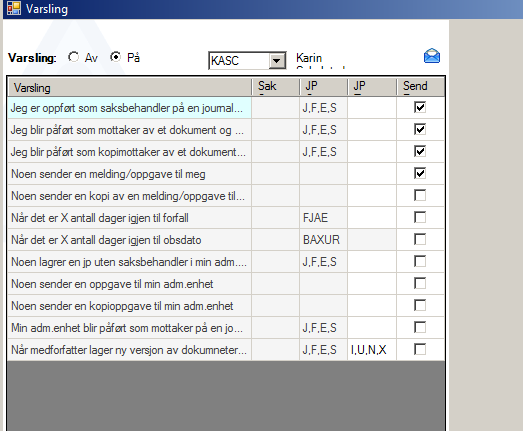 Varsling
Varsling: Av På KASC Karin
Varsling Sak JP JP Send
Jeg er oppført som saksbehandler på en journal... J,F,E,S
Jeg blir påført som mottaker av et dokument og ... J,F,E,S
Jeg blir påført som kopimottaker av et dokument... J,F,E,S
Noen sender en melding/oppgave til meg
Noen sender en kopi av en melding/oppgave til...
Når det er X antall dager igjen til forfall FJAE
Når det er X antall dager igjen til obsdato BAXUR
Noen lagrer en jp uten saksbehandler i min adm.... J,F,E,S
Noen sender en oppgave til min adm.enhet
Noen sender en kopioppgave til min adm.enhet
Min adm.enhet blir påført som mottaker på en jo... J,F,E,S
Når medforfatter lager ny versjon av dokumneter... J,F,E,S I,U,N,X